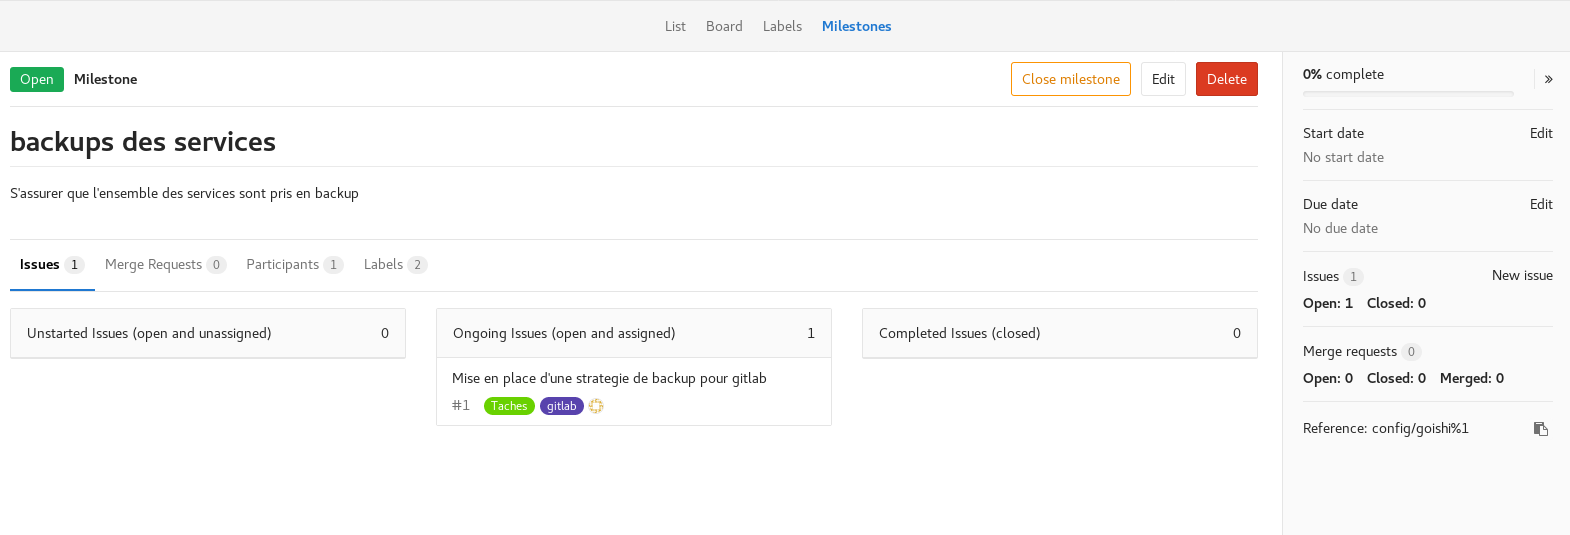 List Board Labels Milestones
Open Milestone Close milestone Edit Delete
backups des services
S'assurer que l'ensemble des services sont pris en backup
Issues 1 Merge Requests 0 Participants 1 Labels 2
Unstarted Issues (open and unassigned) 0
Ongoing Issues (open and assigned) 1
Mise en place d'une strategie de backup pour gitlab
#1 Taches gitlab
Completed Issues (closed) 0
0% complete »
Start date Edit
No start date
Due date Edit
No due date
Issues 1 New issue
Open: 1 Closed: 0
Merge requests 0
Open: 0 Closed: 0 Merged: 0
Reference: config/goishi%1